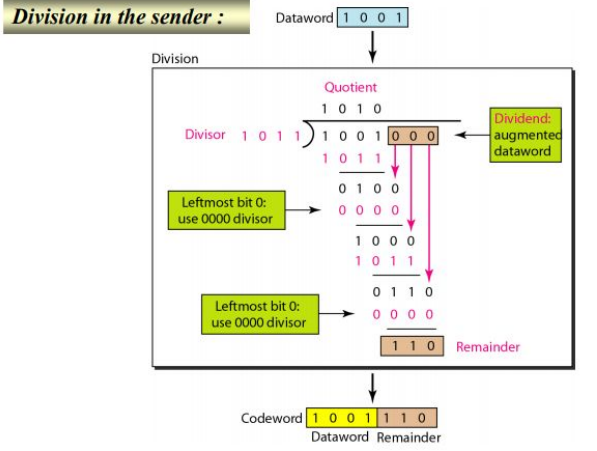 Division in the sender :
Dataword 1 0 0 1
Division
Quotient
1 0 1 0
Divisor 1 0 1 1 ) 1 0 0 1 0 0 0
Dividend:
augmented
dataword
1 0 1 1
0 1 0 0
Leftmost bit 0:
use 0000 divisor
0 0 0 0
1 0 0 0
1 0 1 1
0 1 1 0
Leftmost bit 0:
use 0000 divisor
0 0 0 0
1 1 0 Remainder
Codeword 1 0 0 1 1 1 0
Dataword Remainder